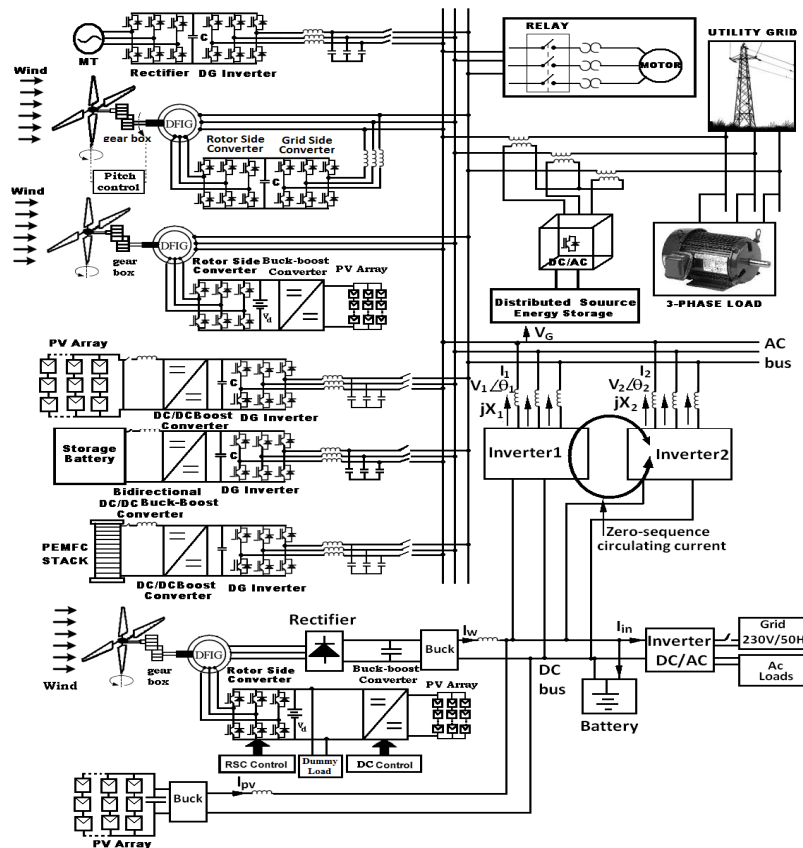 RELAY
UTILITY GRID
MT
C
Rectifier
DG Inverter
MOTOR
Wind
gear box
DFIG
Rotor Side
Converter
Grid Side
Converter
C
Pitch
control
Wind
gear
box
DFIG
Rotor Side
Converter
Buck-boost
Converter
PV Array
Vd
DC/AC
Distributed Souurce
Energy Storage
3-PHASE LOAD
VG
AC
bus
PV Array
C
DC/DCBoost
Converter
DG Inverter
I1
V1∠θ1
jX1
I2
V2∠θ2
jX2
Storage
Battery
C
Bidirectional
DC/DC Buck-Boost
Converter
DG Inverter
Inverter1
Inverter2
Zero-sequence
circulating current
PEMFC
STACK
C
DC/DCBoost
Converter
DG Inverter
Wind
gear
box
DFIG
Rectifier
Buck-boost
Converter
Buck
Iw
DC
bus
Iin
Inverter
DC/AC
Grid
230V/50H
Ac
Loads
Battery
Rotor Side
Converter
Vd
PV Array
RSC Control
Dummy
Load
DC Control
PV Array
Buck
Ipv